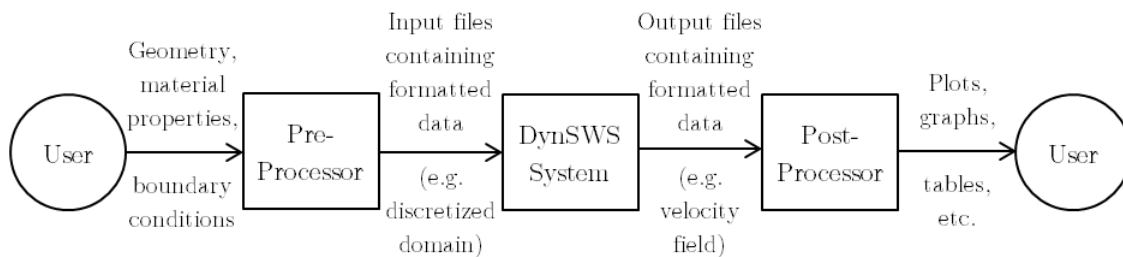 User
Geometry,
material
properties,
boundary
conditions
Pre-
Processor
Input files
containing
formatted
data
(e.g.
discretized
domain)
DynSWS
System
Output files
containing
formatted
data
(e.g.
velocity
field)
Post-
Processor
Plots,
graphs,
tables,
etc.
User